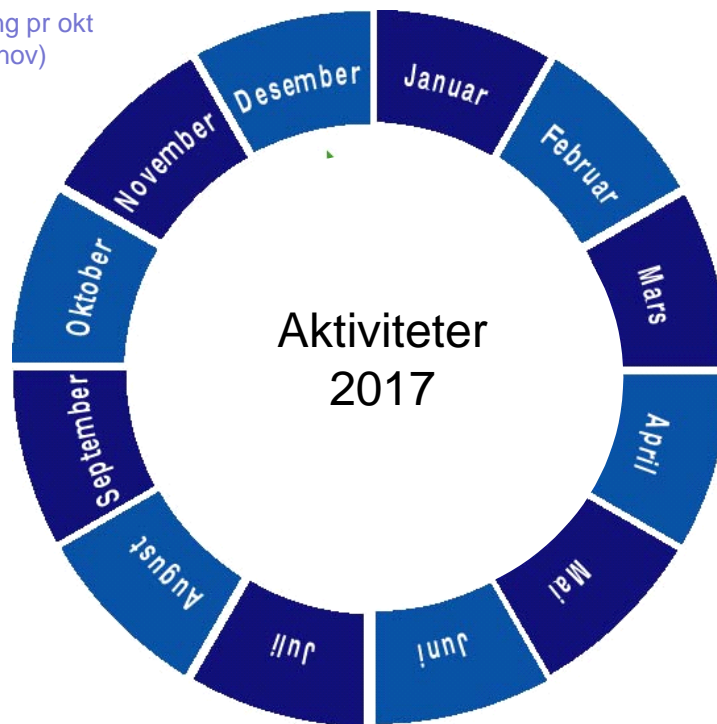 ng pr okt
nov)
Januar
Februar
Mars
April
Mai
Juni
Juli
August
September
Oktober
November
Desember
Aktiviteter
2017